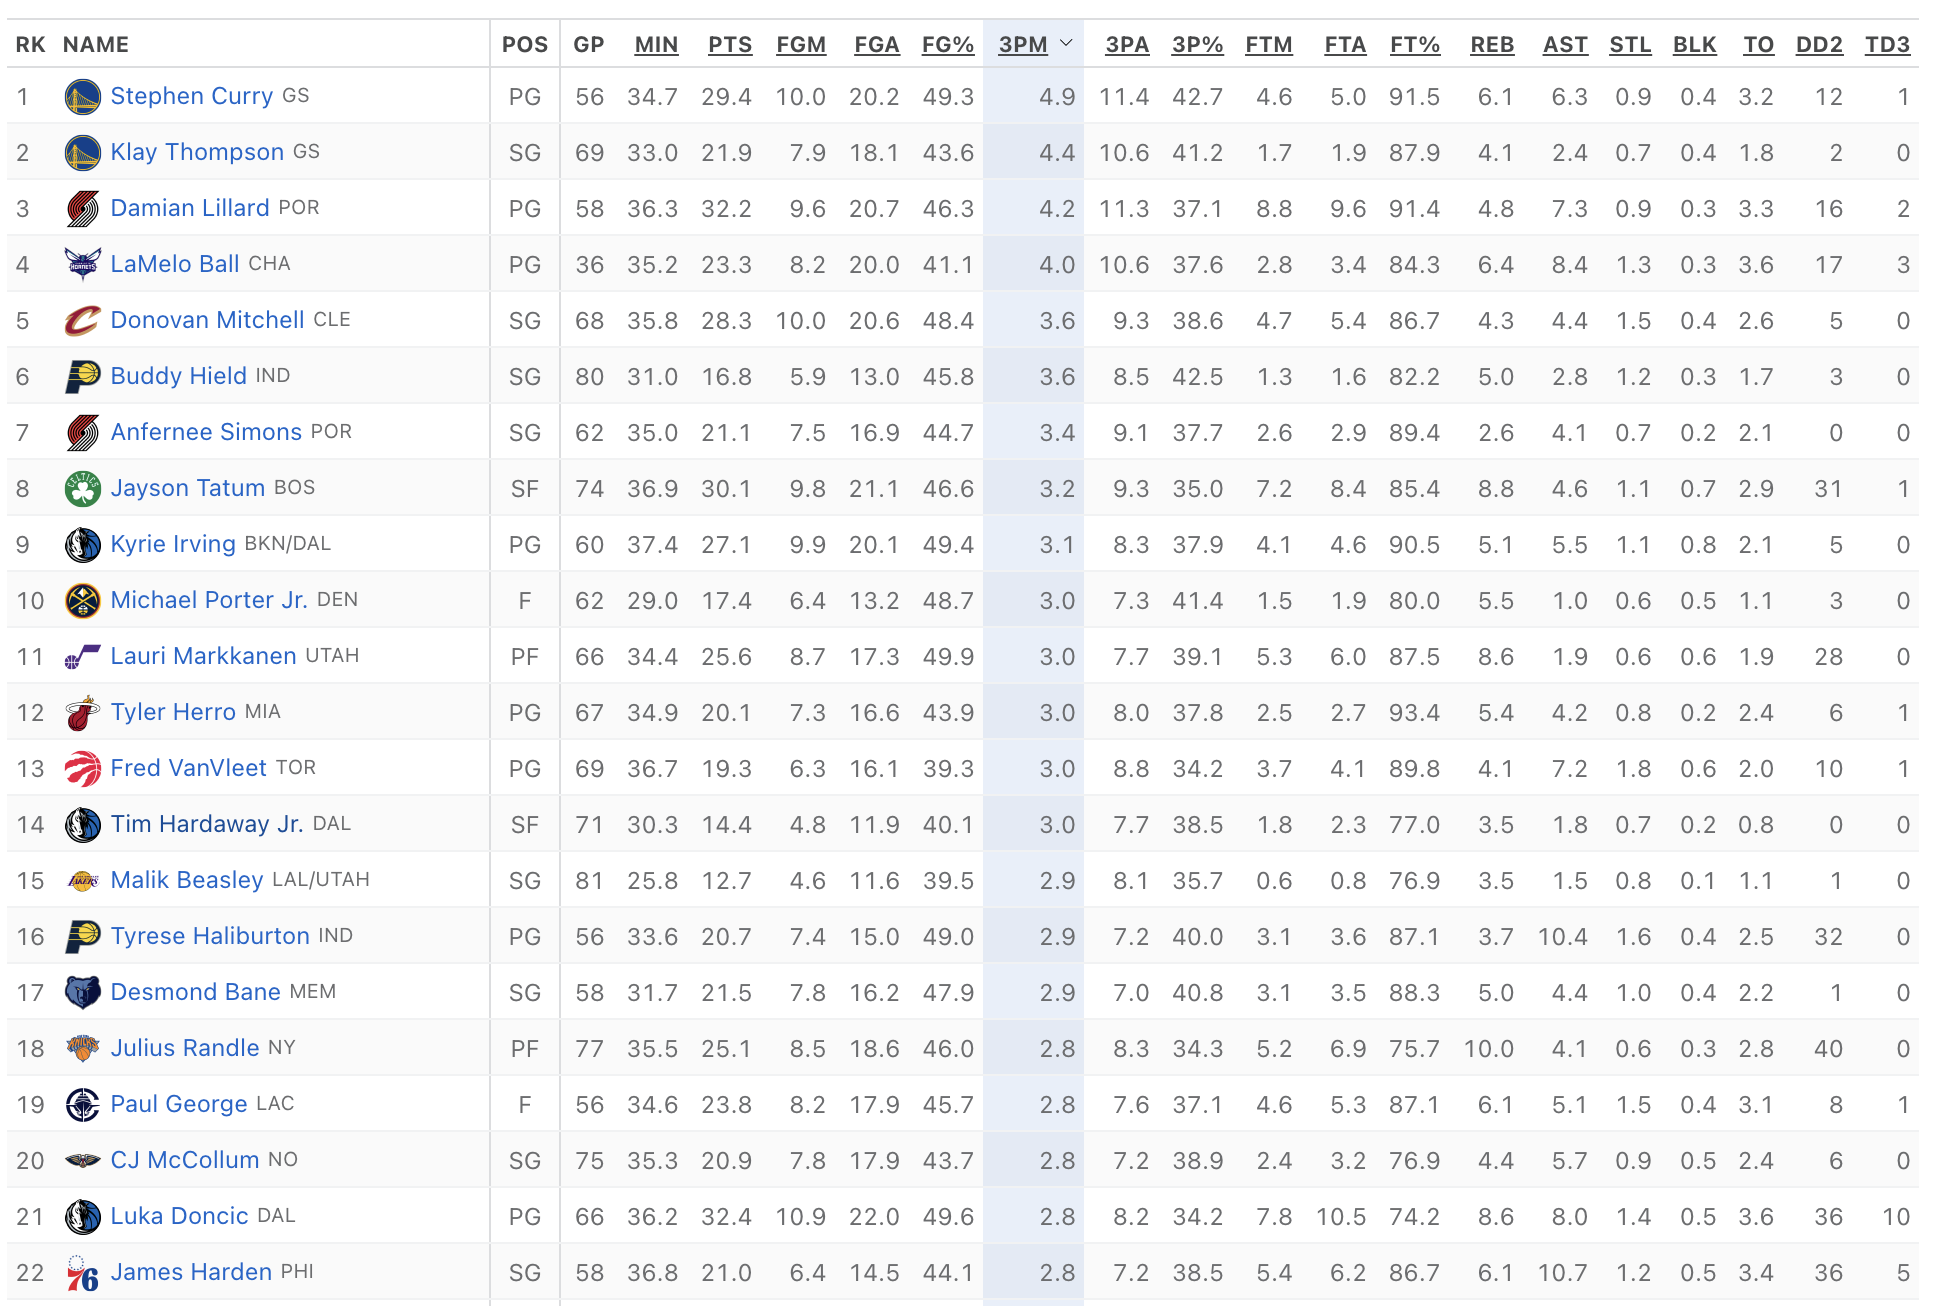 RK NAME POS GP MIN PTS FGM FGA FG% 3PM 3PA 3P% FTM FTA FT% REB AST STL BLK TO DD2 TD3
1 Stephen Curry GS PG 56 34.7 29.4 10.0 20.2 49.3 4.9 11.4 42.7 4.6 5.0 91.5 6.1 6.3 0.9 0.4 3.2 12 1
2 Klay Thompson GS SG 69 33.0 21.9 7.9 18.1 43.6 4.4 10.6 41.2 1.7 1.9 87.9 4.1 2.4 0.7 0.4 1.8 2 0
3 Damian Lillard POR PG 58 36.3 32.2 9.6 20.7 46.3 4.2 11.3 37.1 8.8 9.6 91.4 4.8 7.3 0.9 0.3 3.3 16 2
4 LaMelo Ball CHA PG 36 35.2 23.3 8.2 20.0 41.1 4.0 10.6 37.6 2.8 3.4 84.3 6.4 8.4 1.3 0.3 3.6 17 3
5 Donovan Mitchell CLE SG 68 35.8 28.3 10.0 20.6 48.4 3.6 9.3 38.6 4.7 5.4 86.7 4.3 4.4 1.5 0.4 2.6 5 0
6 Buddy Hield IND SG 80 31.0 16.8 5.9 13.0 45.8 3.6 8.5 42.5 1.3 1.6 82.2 5.0 2.8 1.2 0.3 1.7 3 0
7 Anfernee Simons POR SG 62 35.0 21.1 7.5 16.9 44.7 3.4 9.1 37.7 2.6 2.9 89.4 2.6 4.1 0.7 0.2 2.1 0 0
8 Jayson Tatum BOS SF 74 36.9 30.1 9.8 21.1 46.6 3.2 9.3 35.0 7.2 8.4 85.4 8.8 4.6 1.1 0.7 2.9 31 1
9 Kyrie Irving BKN/DAL PG 60 37.4 27.1 9.9 20.1 49.4 3.1 8.3 37.9 4.1 4.6 90.5 5.1 5.5 1.1 0.8 2.1 5 0
10 Michael Porter Jr. DEN F 62 29.0 17.4 6.4 13.2 48.7 3.0 7.3 41.4 1.5 1.9 80.0 5.5 1.0 0.6 0.5 1.1 3 0
11 Lauri Markkanen UTAH PF 66 34.4 25.6 8.7 17.3 49.9 3.0 7.7 39.1 5.3 6.0 87.5 8.6 1.9 0.6 0.6 1.9 28 0
12 Tyler Herro MIA PG 67 34.9 20.1 7.3 16.6 43.9 3.0 8.0 37.8 2.5 2.7 93.4 5.4 4.2 0.8 0.2 2.4 6 1
13 Fred VanVleet TOR PG 69 36.7 19.3 6.3 16.1 39.3 3.0 8.8 34.2 3.7 4.1 89.8 4.1 7.2 1.8 0.6 2.0 10 1
14 Tim Hardaway Jr. DAL SF 71 30.3 14.4 4.8 11.9 40.1 3.0 7.7 38.5 1.8 2.3 77.0 3.5 1.8 0.7 0.2 0.8 0 0
15 Malik Beasley LAL/UTAH SG 81 25.8 12.7 4.6 11.6 39.5 2.9 8.1 35.7 0.6 0.8 76.9 3.5 1.5 0.8 0.1 1.1 1 0
16 Tyrese Haliburton IND PG 56 33.6 20.7 7.4 15.0 49.0 2.9 7.2 40.0 3.1 3.6 87.1 3.7 10.4 1.6 0.4 2.5 32 0
17 Desmond Bane MEM SG 58 31.7 21.5 7.8 16.2 47.9 2.9 7.0 40.8 3.1 3.5 88.3 5.0 4.4 1.0 0.4 2.2 1 0
18 Julius Randle NY PF 77 35.5 25.1 8.5 18.6 46.0 2.8 8.3 34.3 5.2 6.9 75.7 10.0 4.1 0.6 0.3 2.8 40 0
19 Paul George LAC F 56 34.6 23.8 8.2 17.9 45.7 2.8 7.6 37.1 4.6 5.3 87.1 6.1 5.1 1.5 0.4 3.1 8 1
20 CJ McCollum NO SG 75 35.3 20.9 7.8 17.9 43.7 2.8 7.2 38.9 2.4 3.2 76.9 4.4 5.7 0.9 0.5 2.4 6 0
21 Luka Doncic DAL PG 66 36.2 32.4 10.9 22.0 49.6 2.8 8.2 34.2 7.8 10.5 74.2 8.6 8.0 1.4 0.5 3.6 36 10
22 James Harden PHI SG 58 36.8 21.0 6.4 14.5 44.1 2.8 7.2 38.5 5.4 6.2 86.7 6.1 10.7 1.2 0.5 3.4 36 5